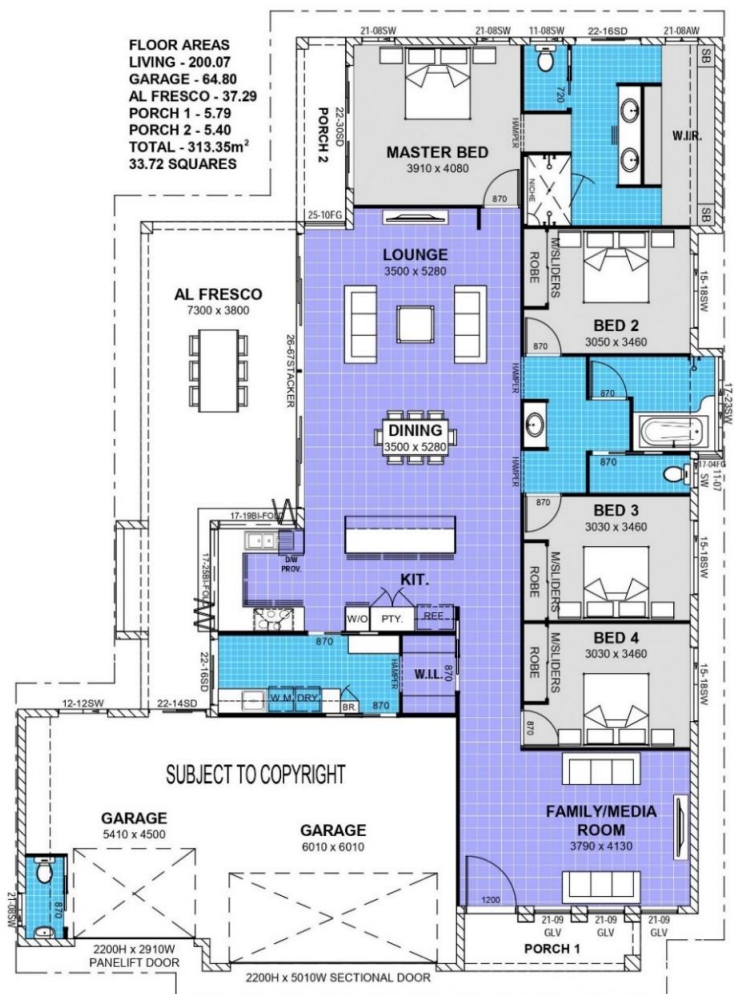 FLOOR AREAS
LIVING - 200.07
GARAGE - 64.80
AL FRESCO - 37.29
PORCH 1 - 5.79
PORCH 2 - 5.40
TOTAL - 313.35m²
33.72 SQUARES
21-08SW
21-08SW
11-08SW
22-16SD
21-08AW
SB
PORCH 2
22-30SD
720
HAMPER
W.I.R.
MASTER BED
3910 x 4080
NICHE
870
SB
25-10FG
LOUNGE
3500 x 5280
ROBE
M/SLIDERS
AL FRESCO
7300 x 3800
15-18SW
BED 2
3050 x 3460
870
26-67STACKER
HAMPER
870
17-23SW
DINING
3500 x 5280
HAMPER
870
17-04FG
11-07
SW
870
17-19BI-FOLD
BED 3
3030 x 3460
D/W
PROV.
17-25BI-FOLD
15-18SW
KIT.
ROBE
M/SLIDERS
W/O
PTY.
REF.
870
BED 4
3030 x 3460
22-16SD
HAMPER
W.I.L.
870
ROBE
M/SLIDERS
15-18SW
W.M.
DRY.
BR.
870
12-12SW
22-14SD
870
SUBJECT TO COPYRIGHT
GARAGE
5410 x 4500
GARAGE
6010 x 6010
FAMILY/MEDIA
ROOM
3790 x 4130
870
21-08SW
1200
21-09
GLV
21-09
GLV
21-09
GLV
2200H x 2910W
PANELIFT DOOR
PORCH 1
2200H x 5010W SECTIONAL DOOR